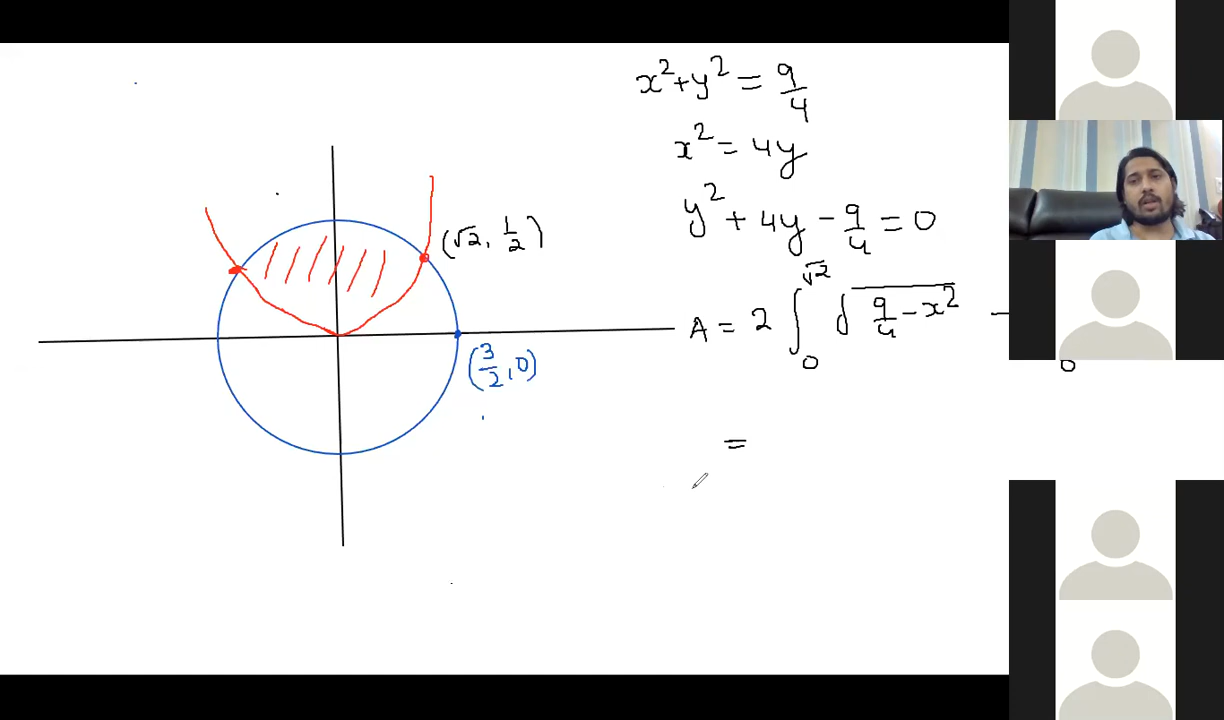 x² + y² = 9/4
x² = 4y
y² + 4y - 9/4 = 0
(√2, 1/2)
A = 2 ∫₀^√2 √(9/4 - x²) -
0
(3/2, 0)
=